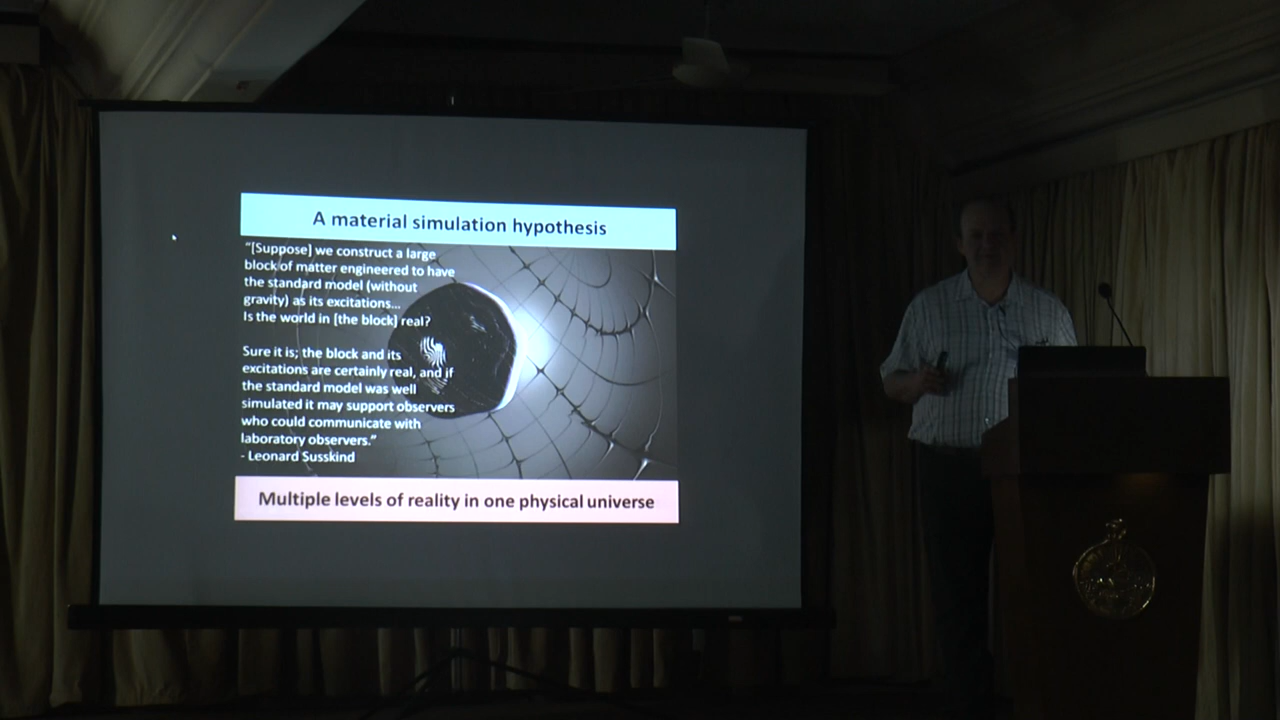 A material simulation hypothesis
“[Suppose] we construct a large
block of matter engineered to have
the standard model (without
gravity) as its excitations...
Is the world in [the block] real?
Sure it is; the block and its
excitations are certainly real, and if
the standard model was well
simulated it may support observers
who could communicate with
laboratory observers.”
- Leonard Susskind
Multiple levels of reality in one physical universe